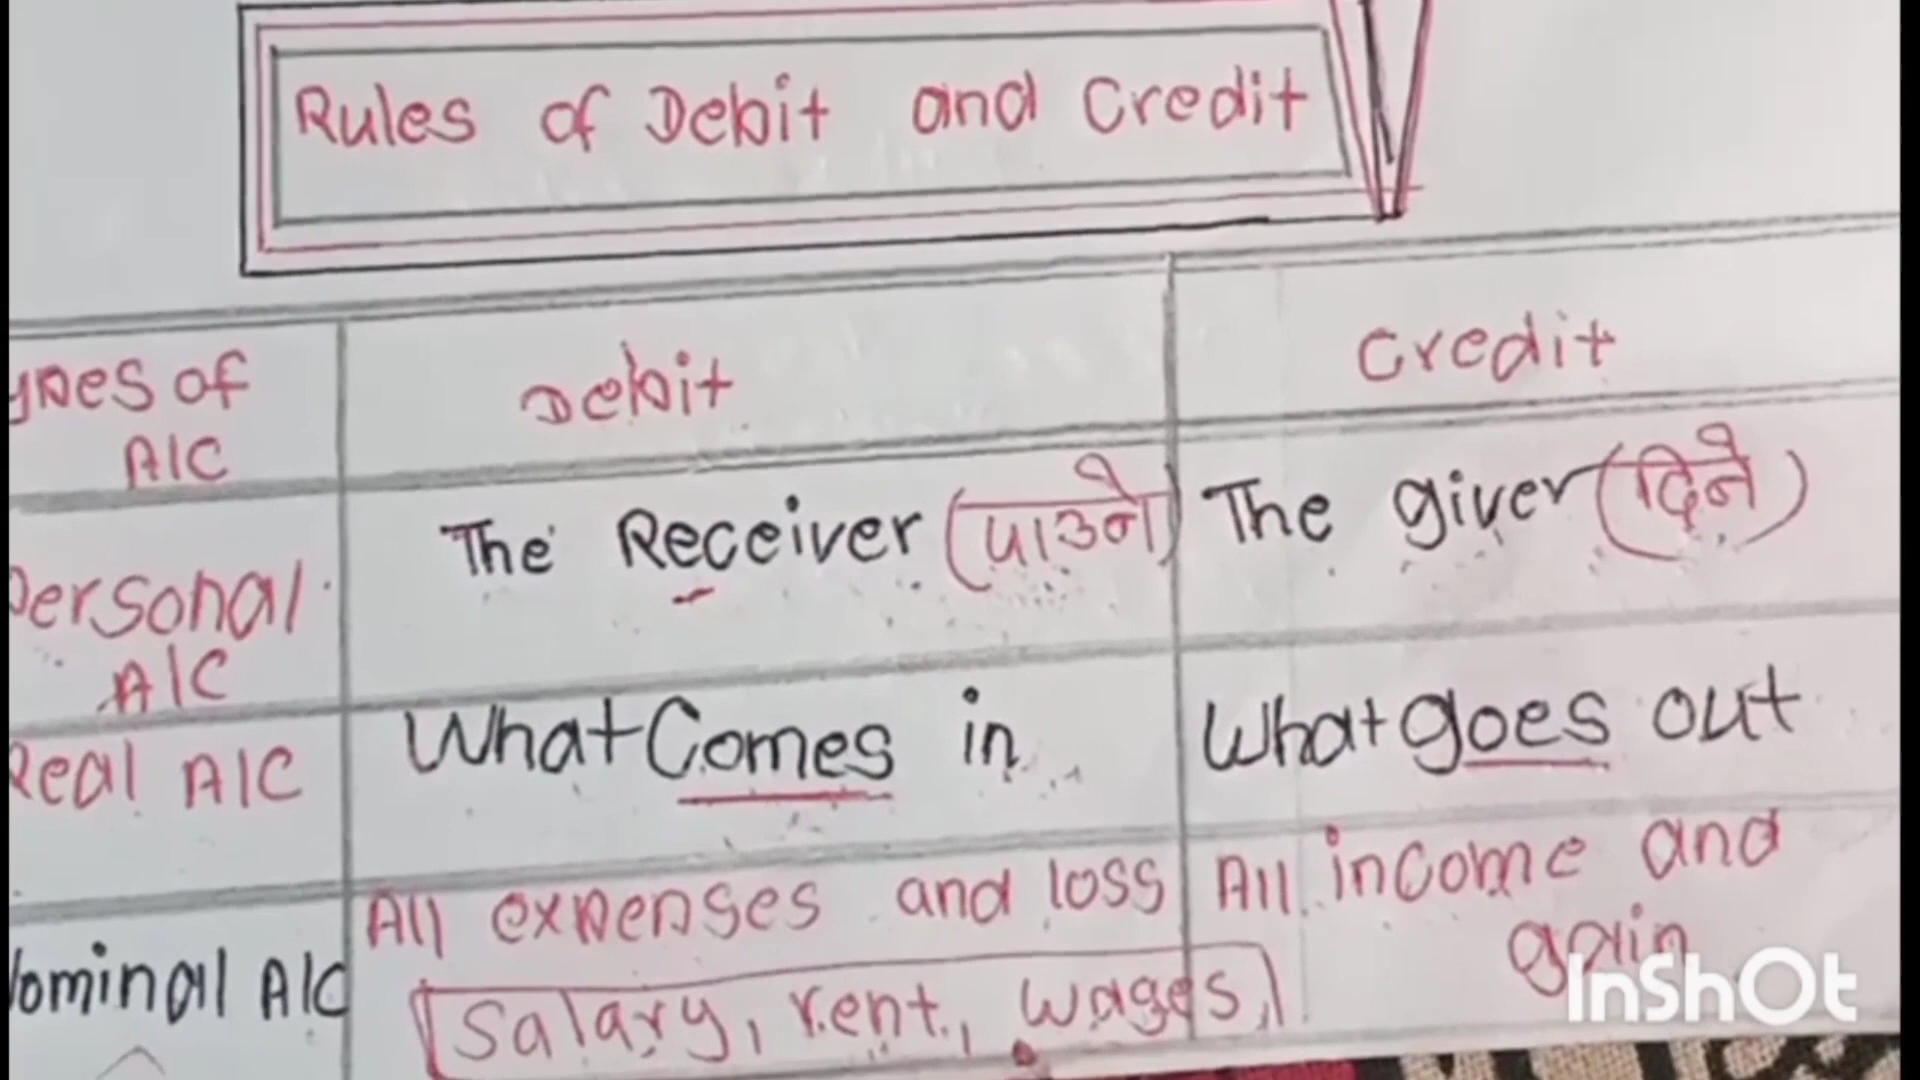 Rules of Debit and Credit
ypes of A/C
Debit
Credit
Personal A/C
The Receiver (पाउने)
The giver (दिने)
Real A/C
What Comes in
What goes out
Nominal A/C
All expenses and loss
Salary, rent, wages,
All income and
gain
InShOt